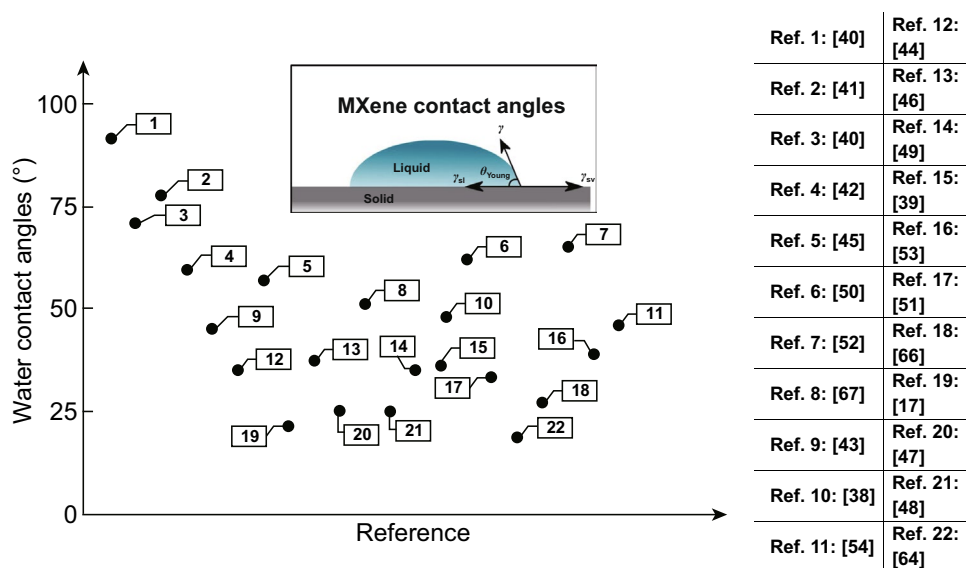 100
75
50
25
0
Water contact angles (°)
Reference
MXene contact angles
γ
Liquid
θYoung
γsl
γsv
Solid
1
2
3
4
5
6
7
8
9
10
11
12
13
14
15
16
17
18
19
20
21
22
Ref. 1: [40]
Ref. 12:
[44]
Ref. 2: [41]
Ref. 13:
[46]
Ref. 3: [40]
Ref. 14:
[49]
Ref. 4: [42]
Ref. 15:
[39]
Ref. 5: [45]
Ref. 16:
[53]
Ref. 6: [50]
Ref. 17:
[51]
Ref. 7: [52]
Ref. 18:
[66]
Ref. 8: [67]
Ref. 19:
[17]
Ref. 9: [43]
Ref. 20:
[47]
Ref. 10: [38]
Ref. 21:
[48]
Ref. 11: [54]
Ref. 22:
[64]